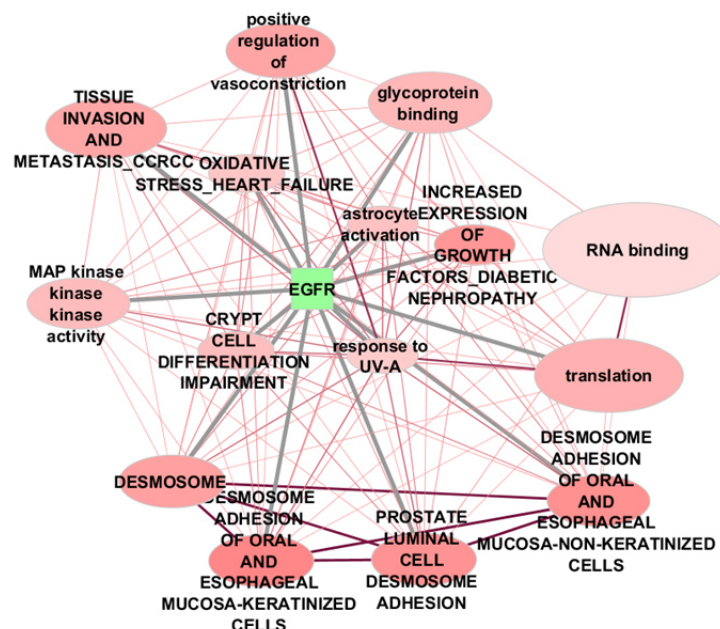 positive
regulation
of
vasoconstriction
glycoprotein
binding
TISSUE
INVASION
AND
METASTASIS_CCRCC
OXIDATIVE
STRESS_HEART_FAILURE
INCREASED
EXPRESSION
OF
GROWTH
FACTORS_DIABETIC
NEPHROPATHY
astrocyte
activation
RNA binding
MAP kinase
kinase
kinase
activity
EGFR
CRYPT
CELL
DIFFERENTIATION
IMPAIRMENT
response to
UV-A
translation
DESMOSOME
DESMOSOME
ADHESION
OF ORAL
AND
ESOPHAGEAL
MUCOSA-NON-KERATINIZED
CELLS
DESMOSOME
ADHESION
OF ORAL
AND
ESOPHAGEAL
MUCOSA-KERATINIZED
CELLS
PROSTATE
LUMINAL
CELL
DESMOSOME
ADHESION